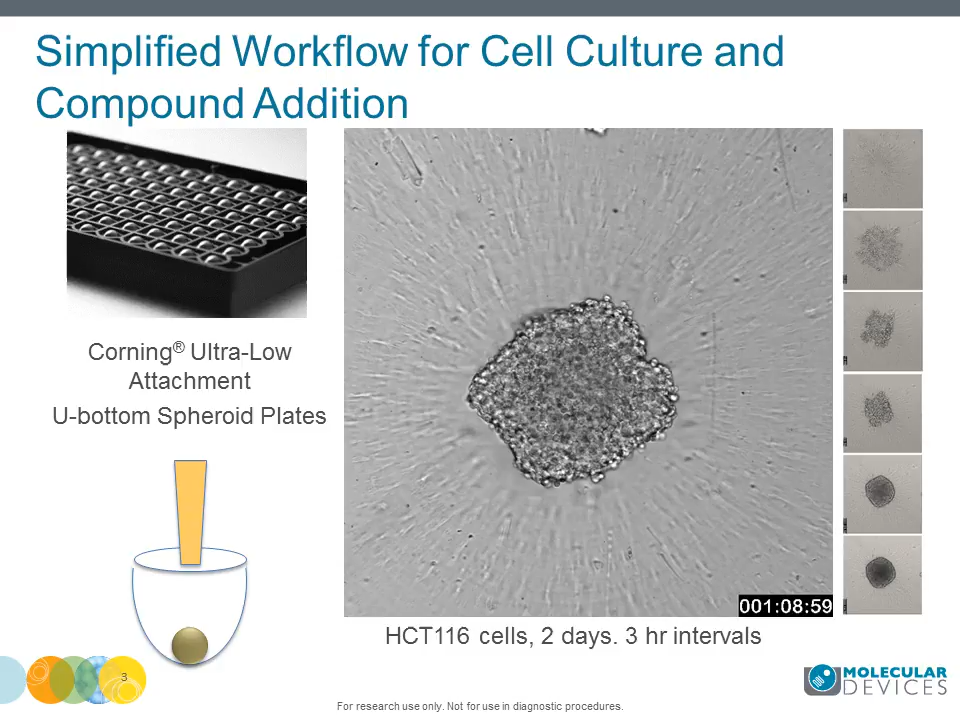 Simplified Workflow for Cell Culture and
Compound Addition
Corning® Ultra-Low
Attachment
U-bottom Spheroid Plates
001:08:59
HCT116 cells, 2 days. 3 hr intervals
3
MOLECULAR
DEVICES
For research use only. Not for use in diagnostic procedures.